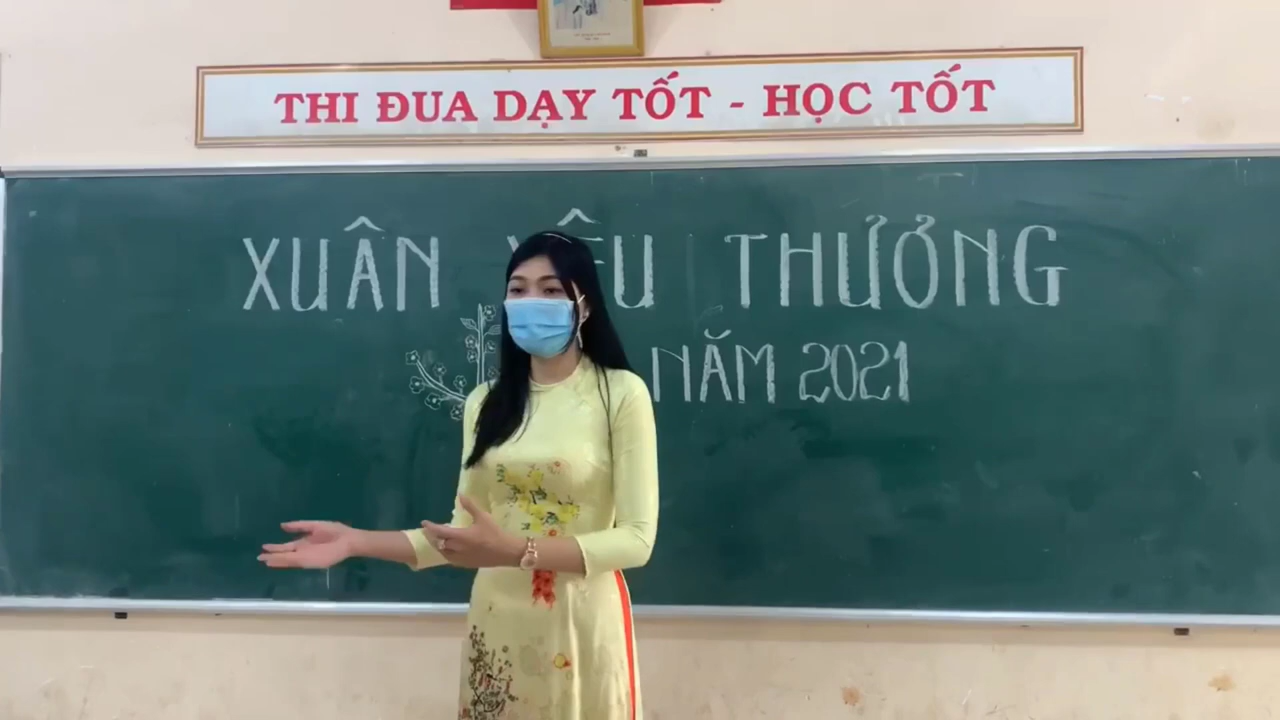 THI ĐUA DẠY TỐT - HỌC TỐT
XUÂN YÊU THƯƠNG
NĂM 2021